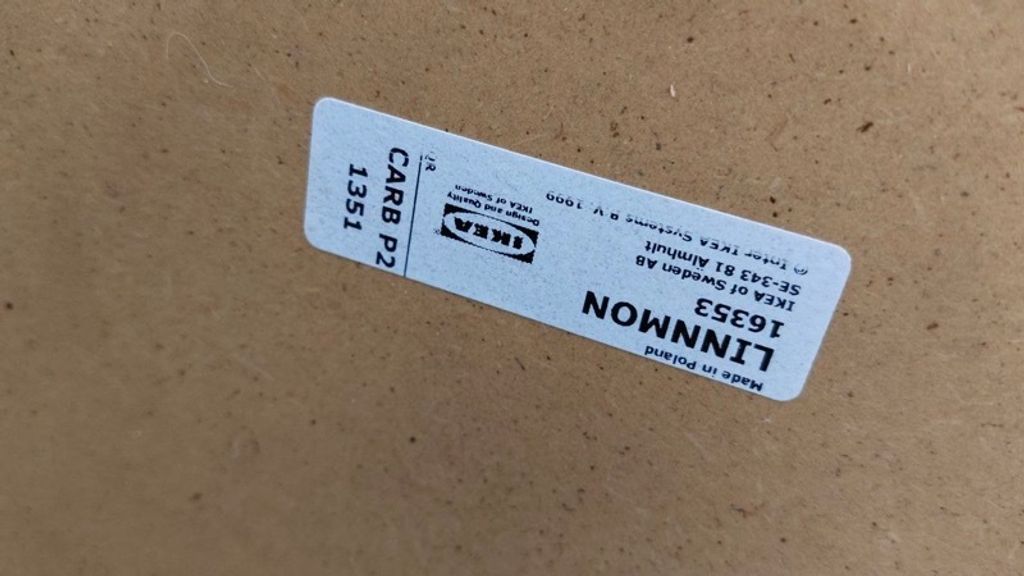 Made in Poland
LINNMON
16353
IKEA of Sweden AB
SE-343 81 Älmhult
© Inter IKEA Systems B.V. 1999
IKEA
Design and Quality
IKEA of Sweden
JR
CARB P2
1351